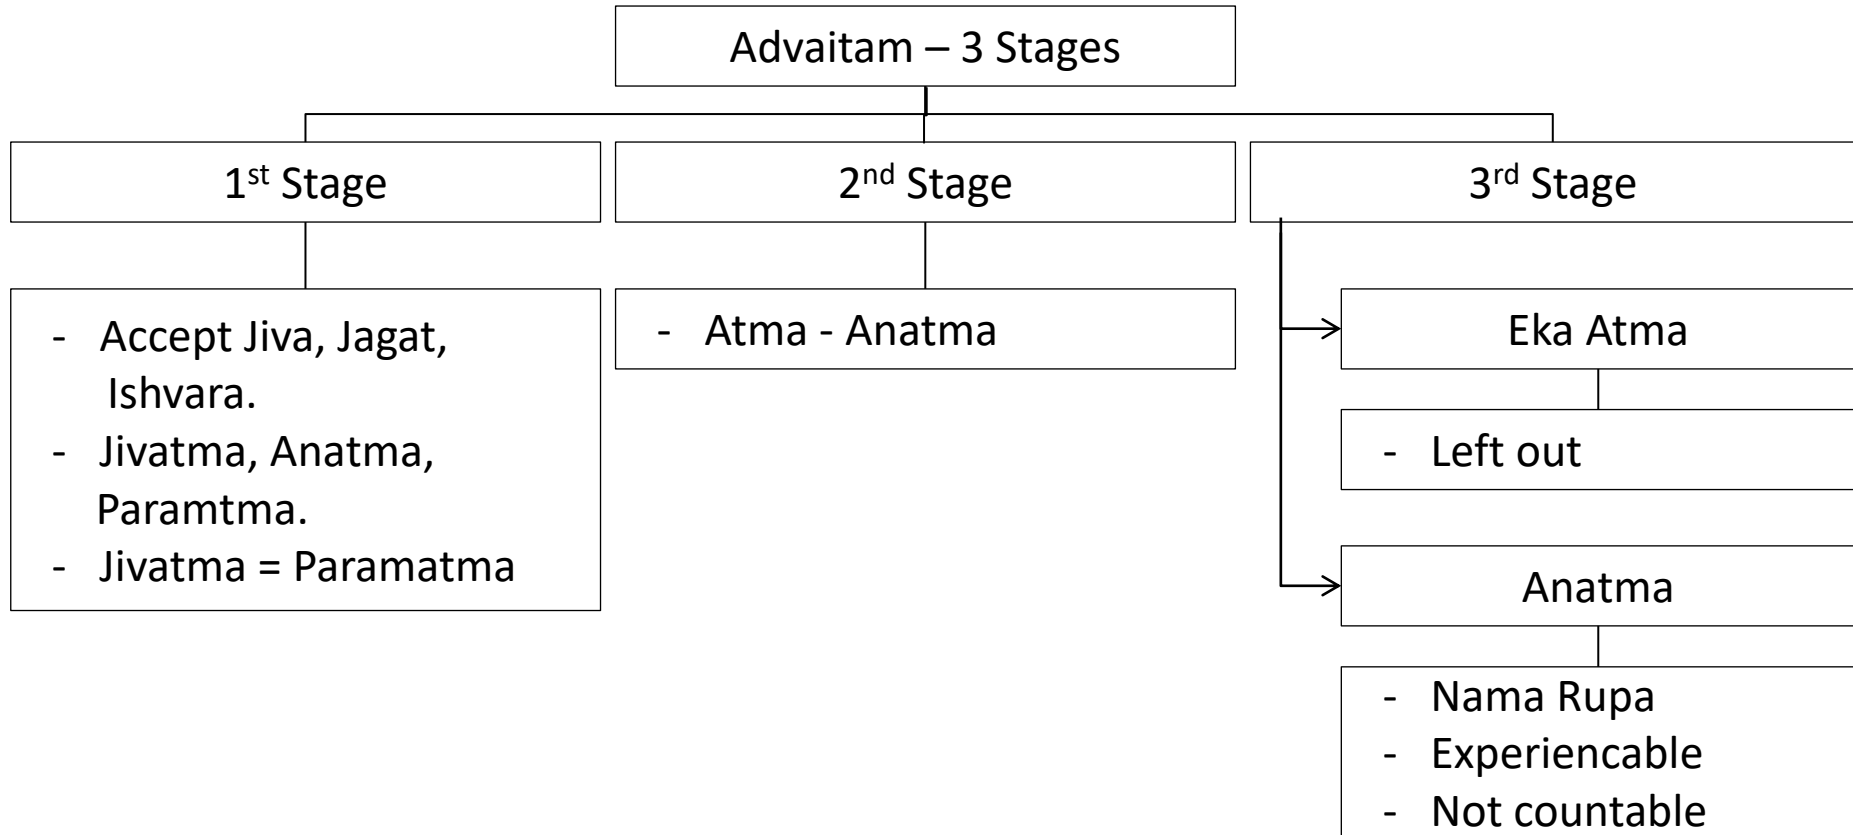 Advaitam – 3 Stages
1st Stage
2nd Stage
3rd Stage
- Accept Jiva, Jagat,
Ishvara.
- Jivatma, Anatma,
Paramtma.
- Jivatma = Paramatma
- Atma - Anatma
Eka Atma
- Left out
Anatma
- Nama Rupa
- Experiencable
- Not countable